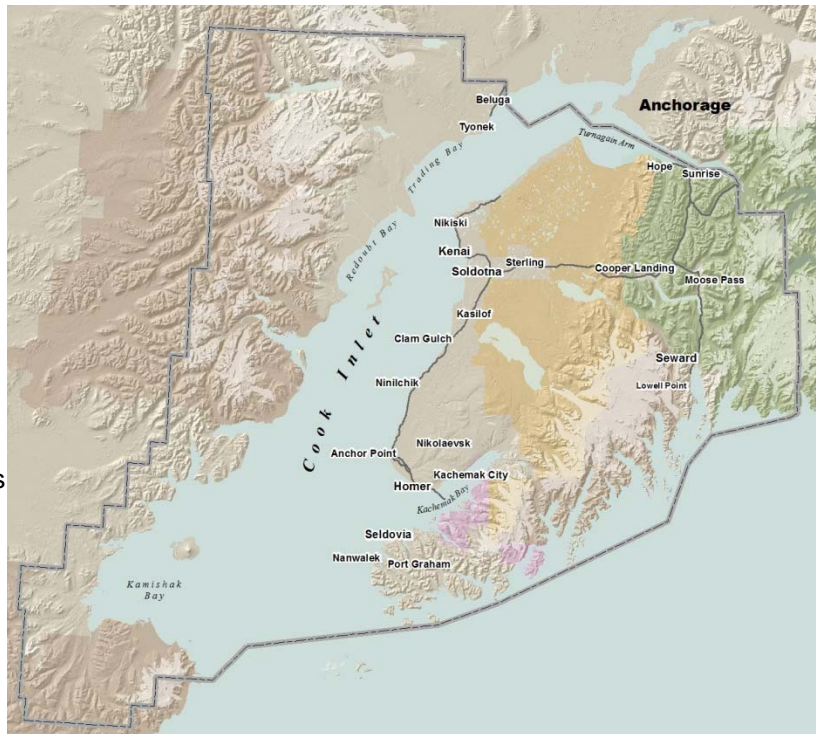 Beluga
Anchorage
Tyonek
Turnagain Arm
Trading Bay
Hope
Sunrise
Nikiski
Redoubt Bay
Kenai
Sterling
Soldotna
Cooper Landing
Moose Pass
Kasilof
Cook Inlet
Clam Gulch
Seward
Ninilchik
Lowell Point
Nikolaevsk
Anchor Point
Kachemak City
s
Homer
Kachemak Bay
Seldovia
Nanwalek
Port Graham
Kamishak
Bay